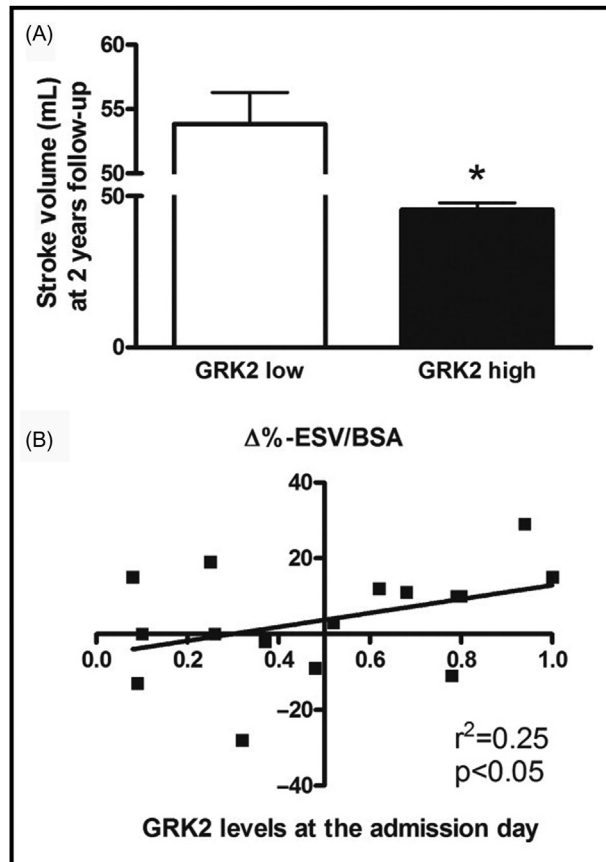 (A)
Stroke volume (mL)
at 2 years follow-up
60
55
50
50
0
*
GRK2 low
GRK2 high
(B)
Δ%-ESV/BSA
40
20
0.0
0.2
0.4
0.6
0.8
1.0
−20
−40
r²=0.25
p<0.05
GRK2 levels at the admission day